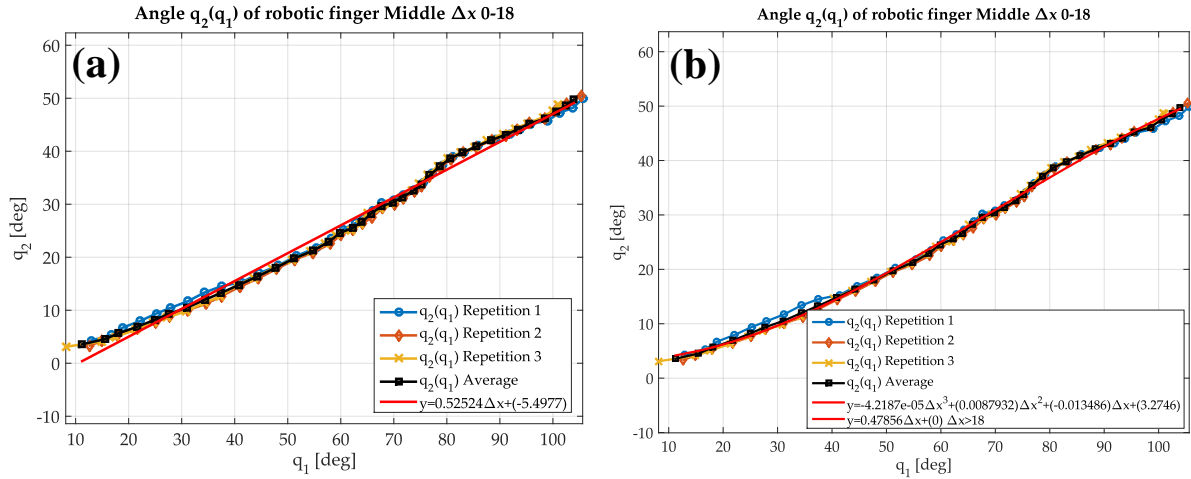 Angle q2(q1) of robotic finger Middle Δx 0-18
(a)
60
50
40
30
20
10
0
-10
q2 [deg]
10 20 30 40 50 60 70 80 90 100
q1 [deg]
q2(q1) Repetition 1
q2(q1) Repetition 2
q2(q1) Repetition 3
q2(q1) Average
y=0.52524Δx+(-5.4977)
Angle q2(q1) of robotic finger Middle Δx 0-18
(b)
60
50
40
30
20
10
0
-10
q2 [deg]
10 20 30 40 50 60 70 80 90 100
q1 [deg]
q2(q1) Repetition 1
q2(q1) Repetition 2
q2(q1) Repetition 3
q2(q1) Average
y=-4.2187e-05Δx3+(0.0087932)Δx2+(-0.013486)Δx+(3.2746)
y=0.47856Δx+(0) Δx>18